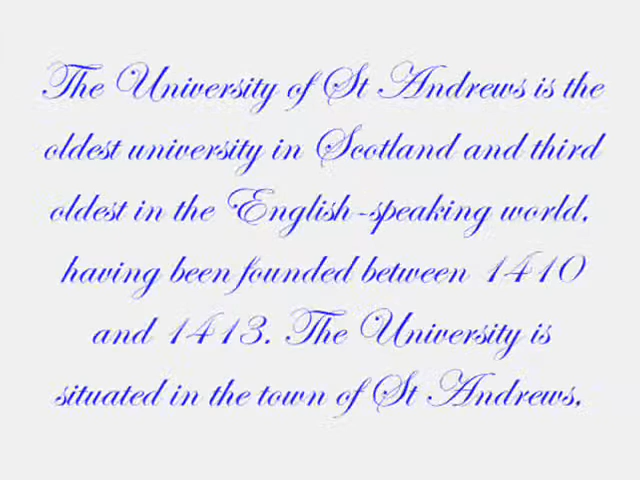 The University of St Andrews is the
oldest university in Scotland and third
oldest in the English-speaking world,
having been founded between 1410
and 1413. The University is
situated in the town of St Andrews,